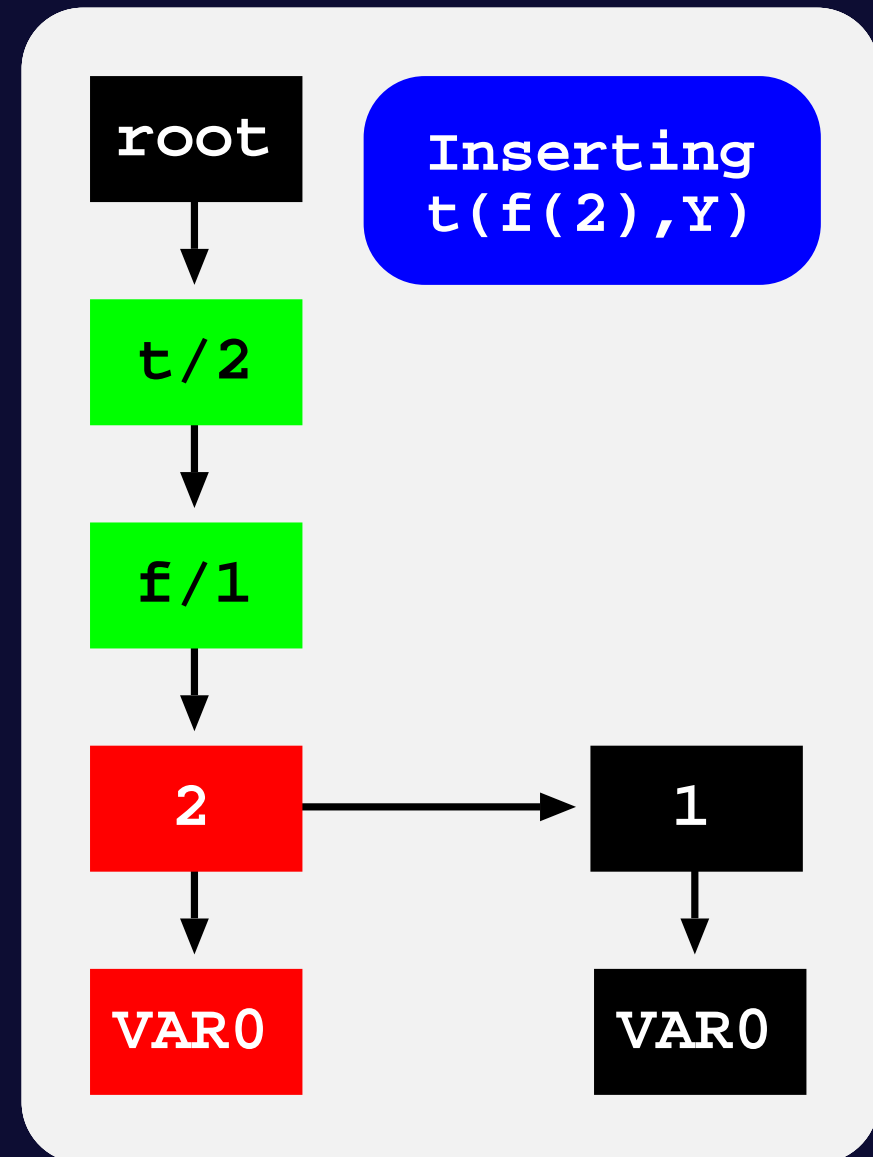 root
Inserting
t(f(2),Y)
t/2
f/1
2
1
VAR0
VAR0